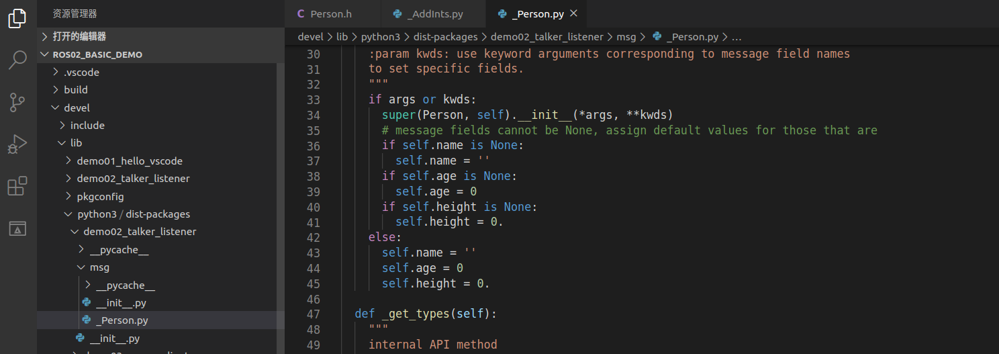 资源管理器
打开的编辑器
ROS02_BASIC_DEMO
.vscode
build
devel
include
lib
demo01_hello_vscode
demo02_talker_listener
pkgconfig
python3 / dist-packages
demo02_talker_listener
__pycache__
msg
__pycache__
__init__.py
_Person.py
__init__.py
C Person.h
_AddInts.py
_Person.py
devel > lib > python3 > dist-packages > demo02_talker_listener > msg > _Person.py > ...
30 :param kwds: use keyword arguments corresponding to message field names
31 to set specific fields.
32 """
33 if args or kwds:
34 super(Person, self).__init__(*args, **kwds)
35 # message fields cannot be None, assign default values for those that are
36 if self.name is None:
37 self.name = ''
38 if self.age is None:
39 self.age = 0
40 if self.height is None:
41 self.height = 0.
42 else:
43 self.name = ''
44 self.age = 0
45 self.height = 0.
46
47 def _get_types(self):
48 """
49 internal API method